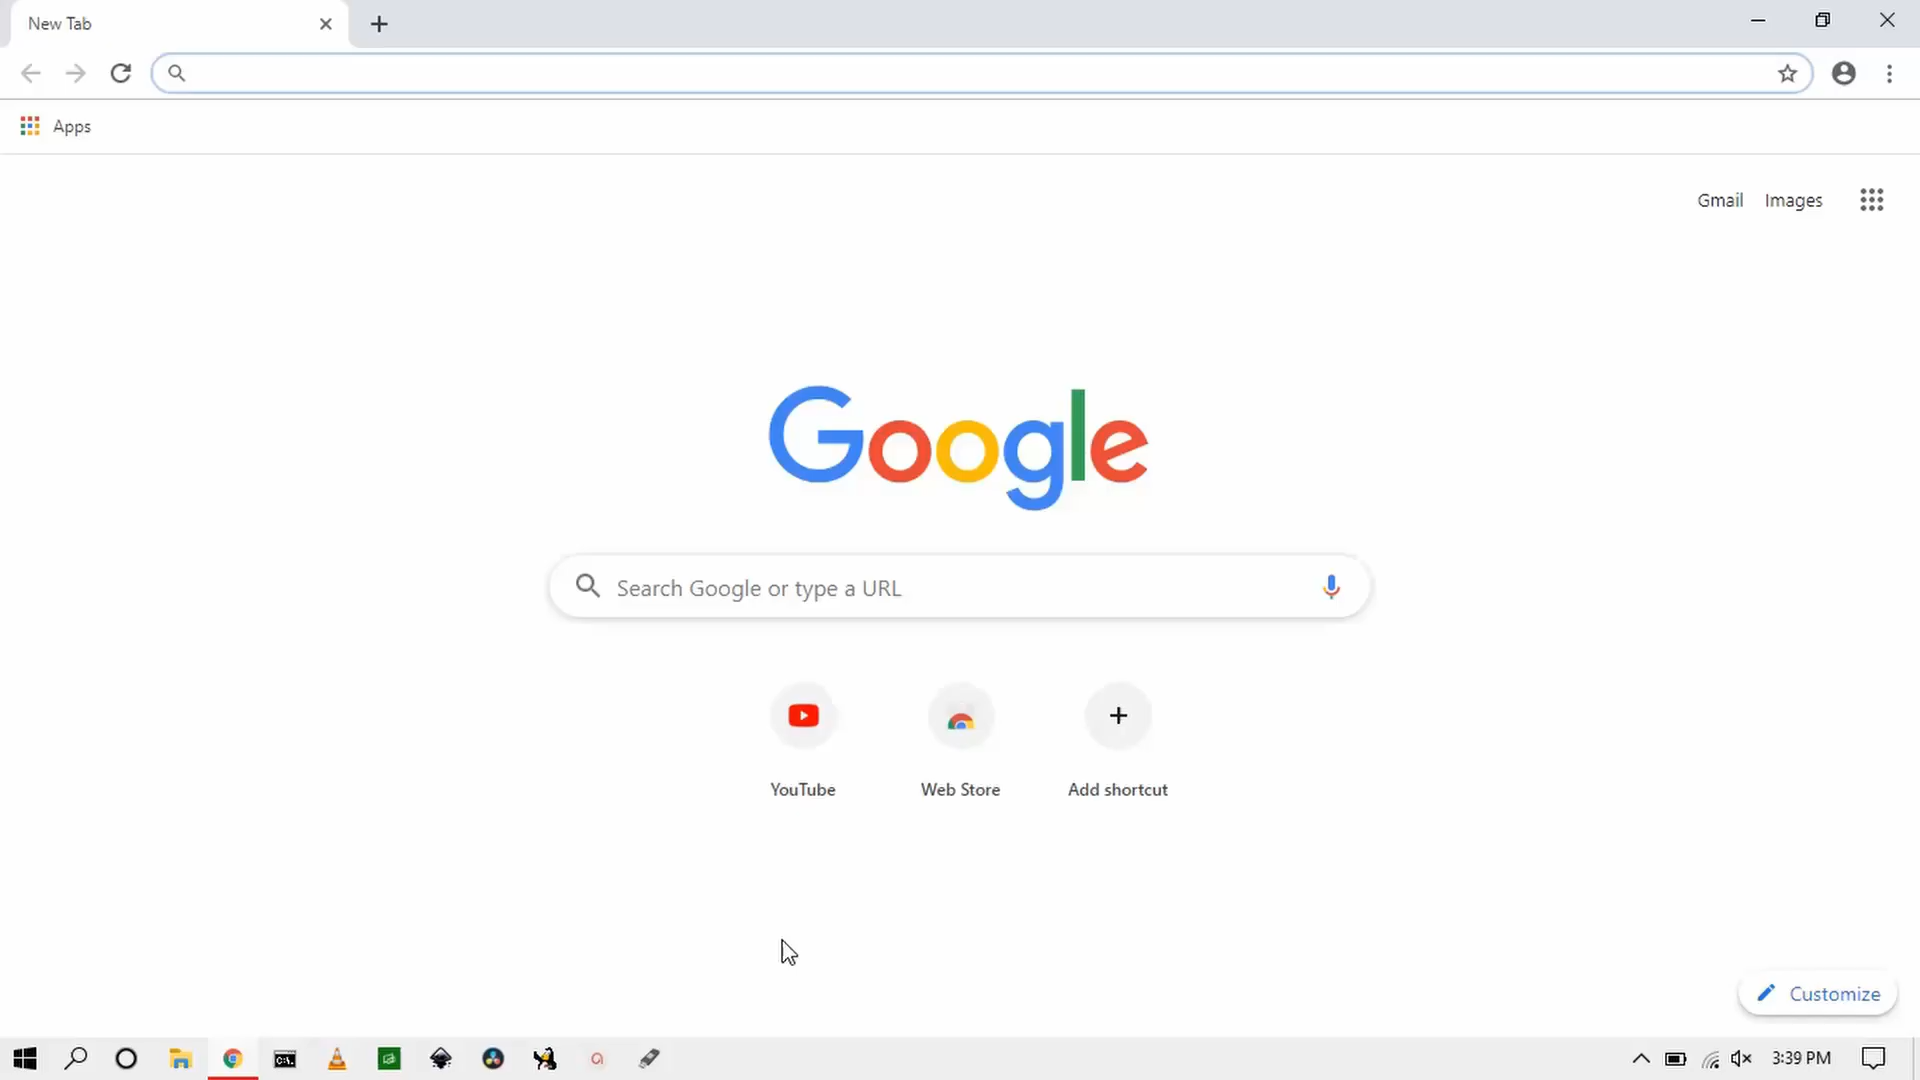 New Tab
Apps
Gmail Images
Google
Search Google or type a URL
YouTube Web Store Add shortcut
Customize
3:39 PM